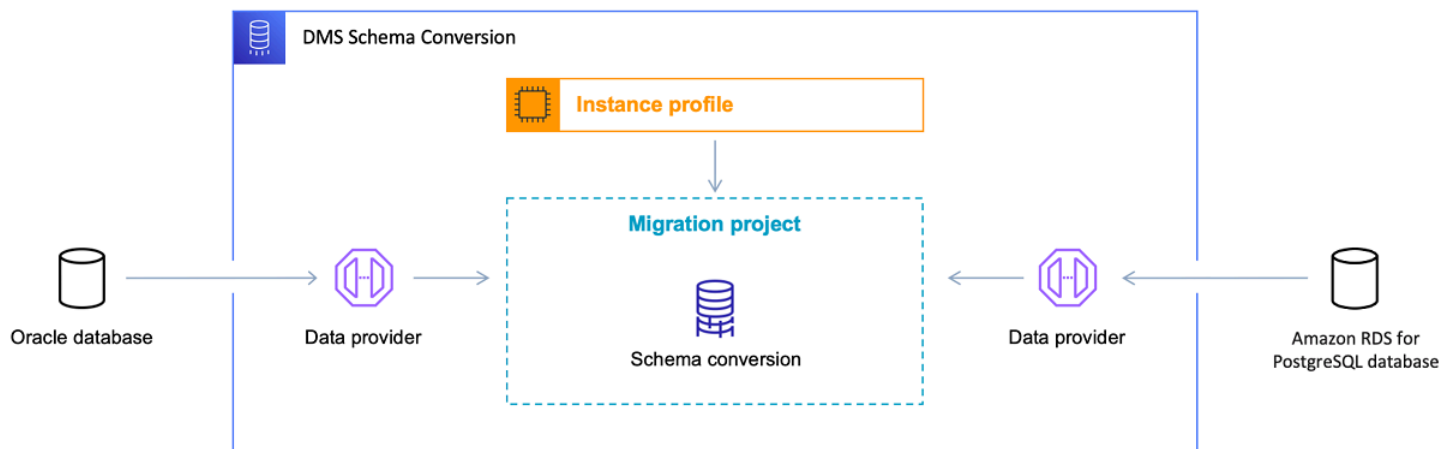 DMS Schema Conversion
Instance profile
Migration project
Oracle database
Data provider
Schema conversion
Data provider
Amazon RDS for
PostgreSQL database